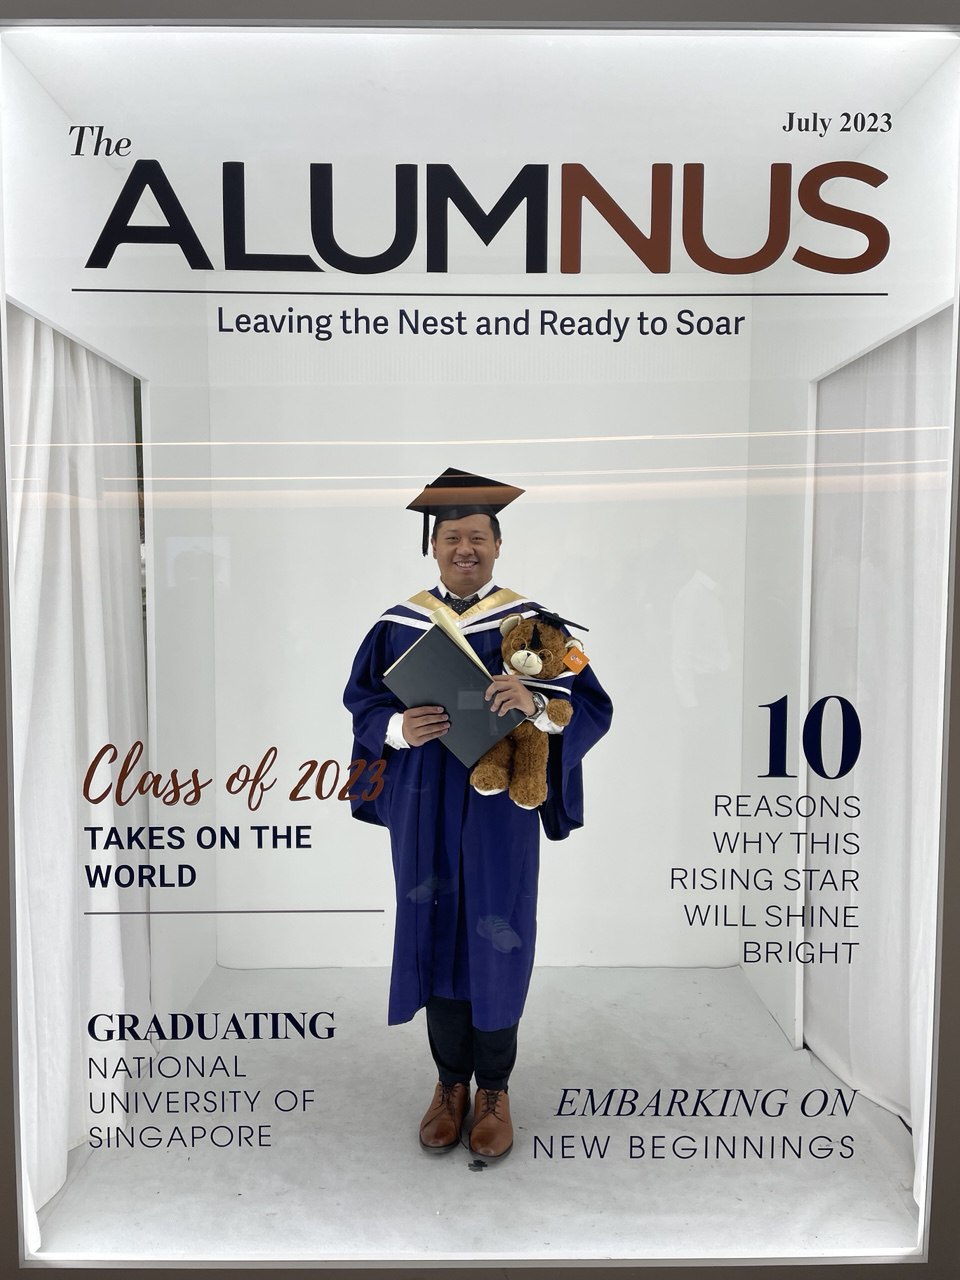 The
July 2023
ALUMNUS
Leaving the Nest and Ready to Soar
Class of 2023
TAKES ON THE
WORLD
10
REASONS
WHY THIS
RISING STAR
WILL SHINE
BRIGHT
GRADUATING
NATIONAL
UNIVERSITY OF
SINGAPORE
EMBARKING ON
NEW BEGINNINGS